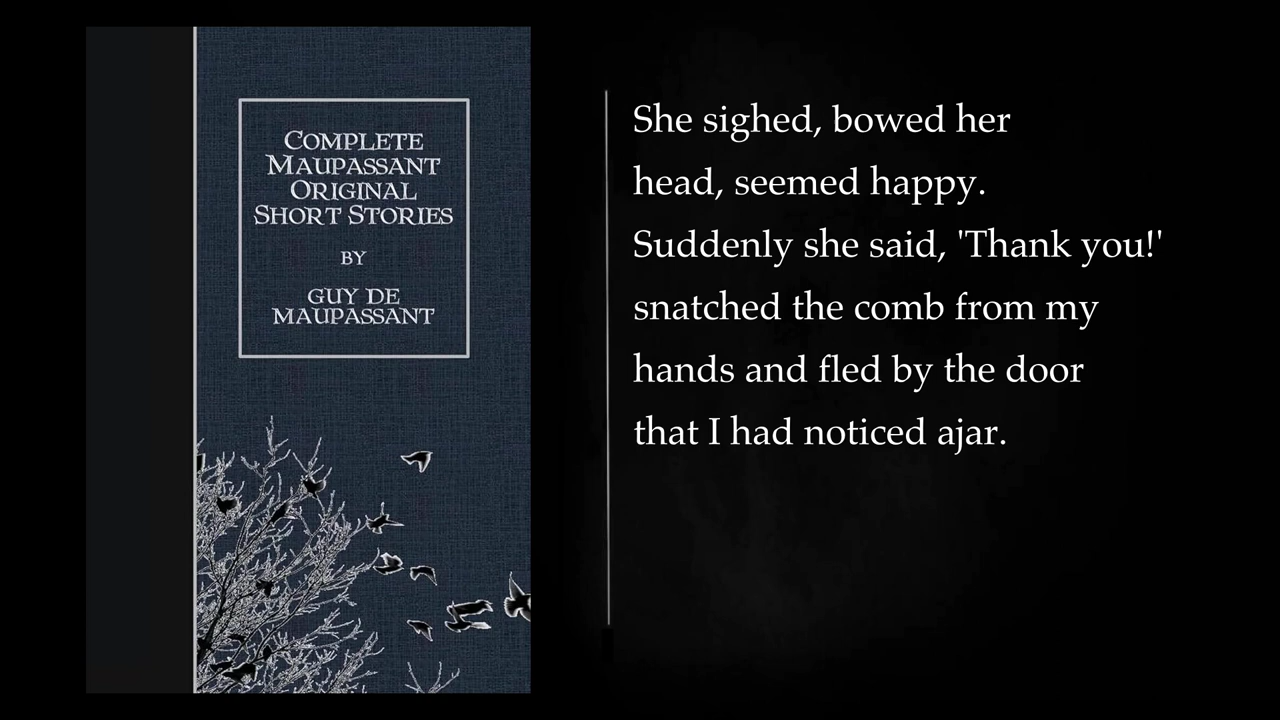 COMPLETE
MAUPASSANT
ORIGINAL
SHORT STORIES
BY
GUY DE
MAUPASSANT
She sighed, bowed her
head, seemed happy.
Suddenly she said, 'Thank you!'
snatched the comb from my
hands and fled by the door
that I had noticed ajar.